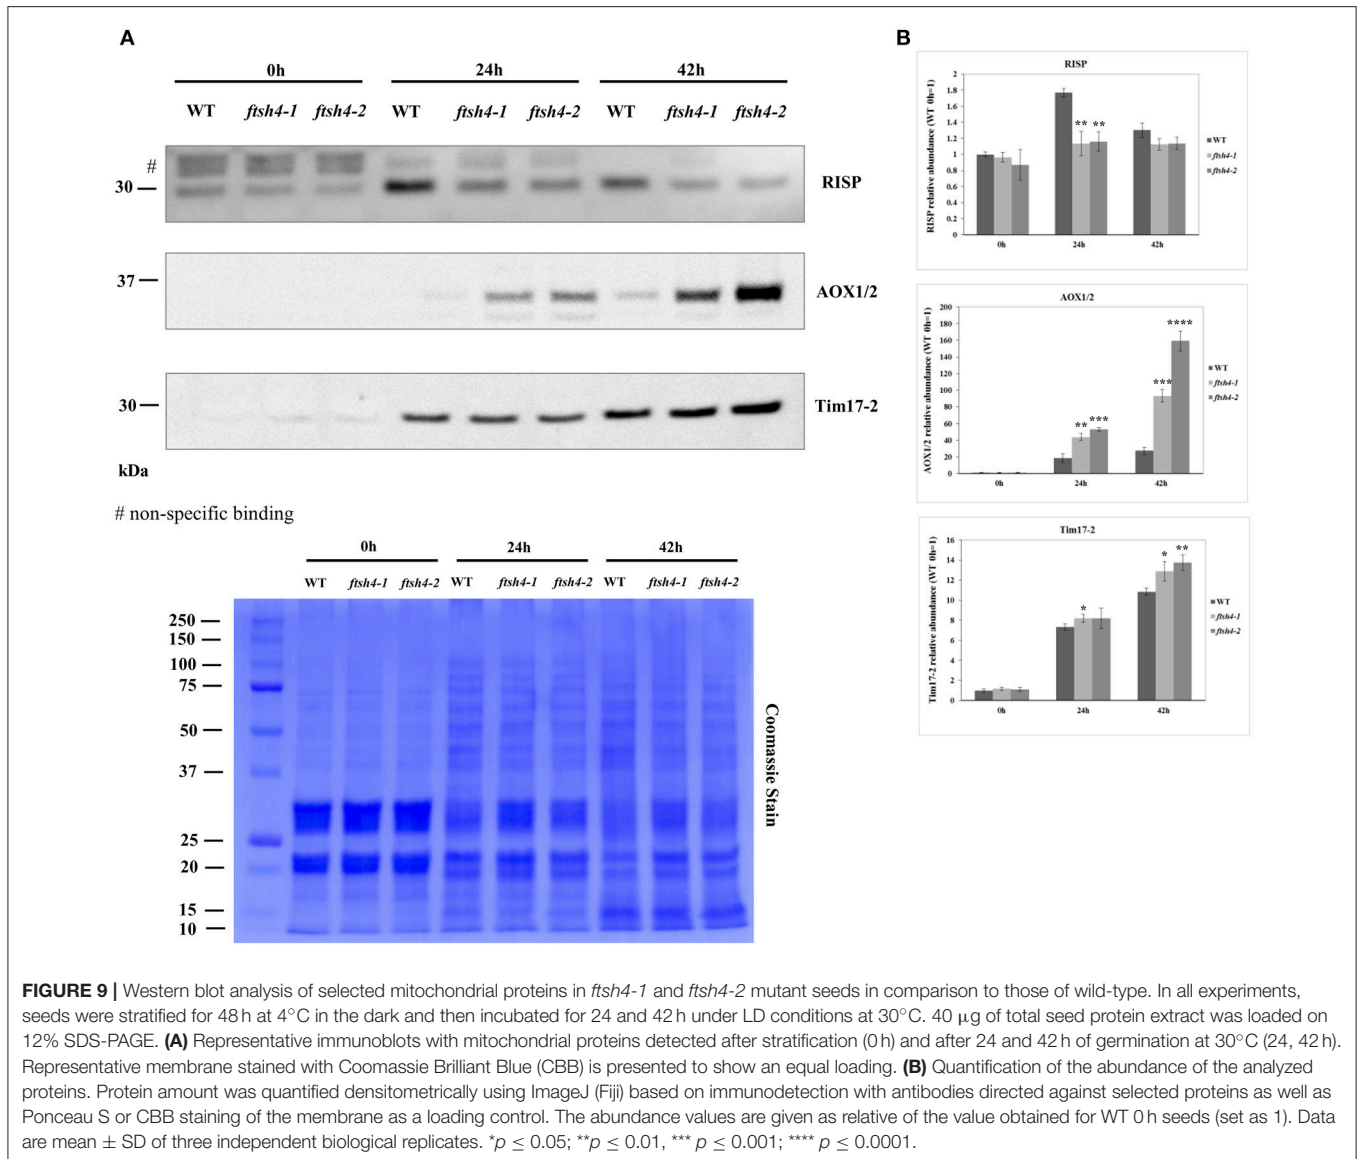 A
0h 24h 42h
WT ftsh4-1 ftsh4-2 WT ftsh4-1 ftsh4-2 WT ftsh4-1 ftsh4-2
#
30 RISP
37
AOX1/2
30 Tim17-2
kDa
# non-specific binding
0h 24h 42h
WT ftsh4-1 ftsh4-2 WT ftsh4-1 ftsh4-2 WT ftsh4-1 ftsh4-2
250
150
100
75
50
37
25
20
15
10
Coomassie Stain
B
RISP
RISP relative abundance (WT 0h=1)
2
1.8
1.6
1.4
1.2
1
0.8
0.6
0.4
0.2
0
** **
0h 24h 42h
WT
ftsh4-1
ftsh4-2
AOX1/2
AOX1/2 relative abundance (WT 0h=1)
200
180
160
140
120
100
80
60
40
20
0
** *** *** ****
0h 24h 42h
WT
ftsh4-1
ftsh4-2
Tim17-2
Tim17-2 relative abundance (WT 0h=1)
16
14
12
10
8
6
4
2
0
* * **
0h 24h 42h
WT
ftsh4-1
ftsh4-2
FIGURE 9 | Western blot analysis of selected mitochondrial proteins in ftsh4-1 and ftsh4-2 mutant seeds in comparison to those of wild-type. In all experiments,
seeds were stratified for 48 h at 4°C in the dark and then incubated for 24 and 42 h under LD conditions at 30°C. 40 μg of total seed protein extract was loaded on
12% SDS-PAGE. (A) Representative immunoblots with mitochondrial proteins detected after stratification (0 h) and after 24 and 42 h of germination at 30°C (24, 42 h).
Representative membrane stained with Coomassie Brilliant Blue (CBB) is presented to show an equal loading. (B) Quantification of the abundance of the analyzed
proteins. Protein amount was quantified densitometrically using ImageJ (Fiji) based on immunodetection with antibodies directed against selected proteins as well as
Ponceau S or CBB staining of the membrane as a loading control. The abundance values are given as relative of the value obtained for WT 0 h seeds (set as 1). Data
are mean ± SD of three independent biological replicates. *p ≤ 0.05; **p ≤ 0.01, *** p ≤ 0.001; **** p ≤ 0.0001.